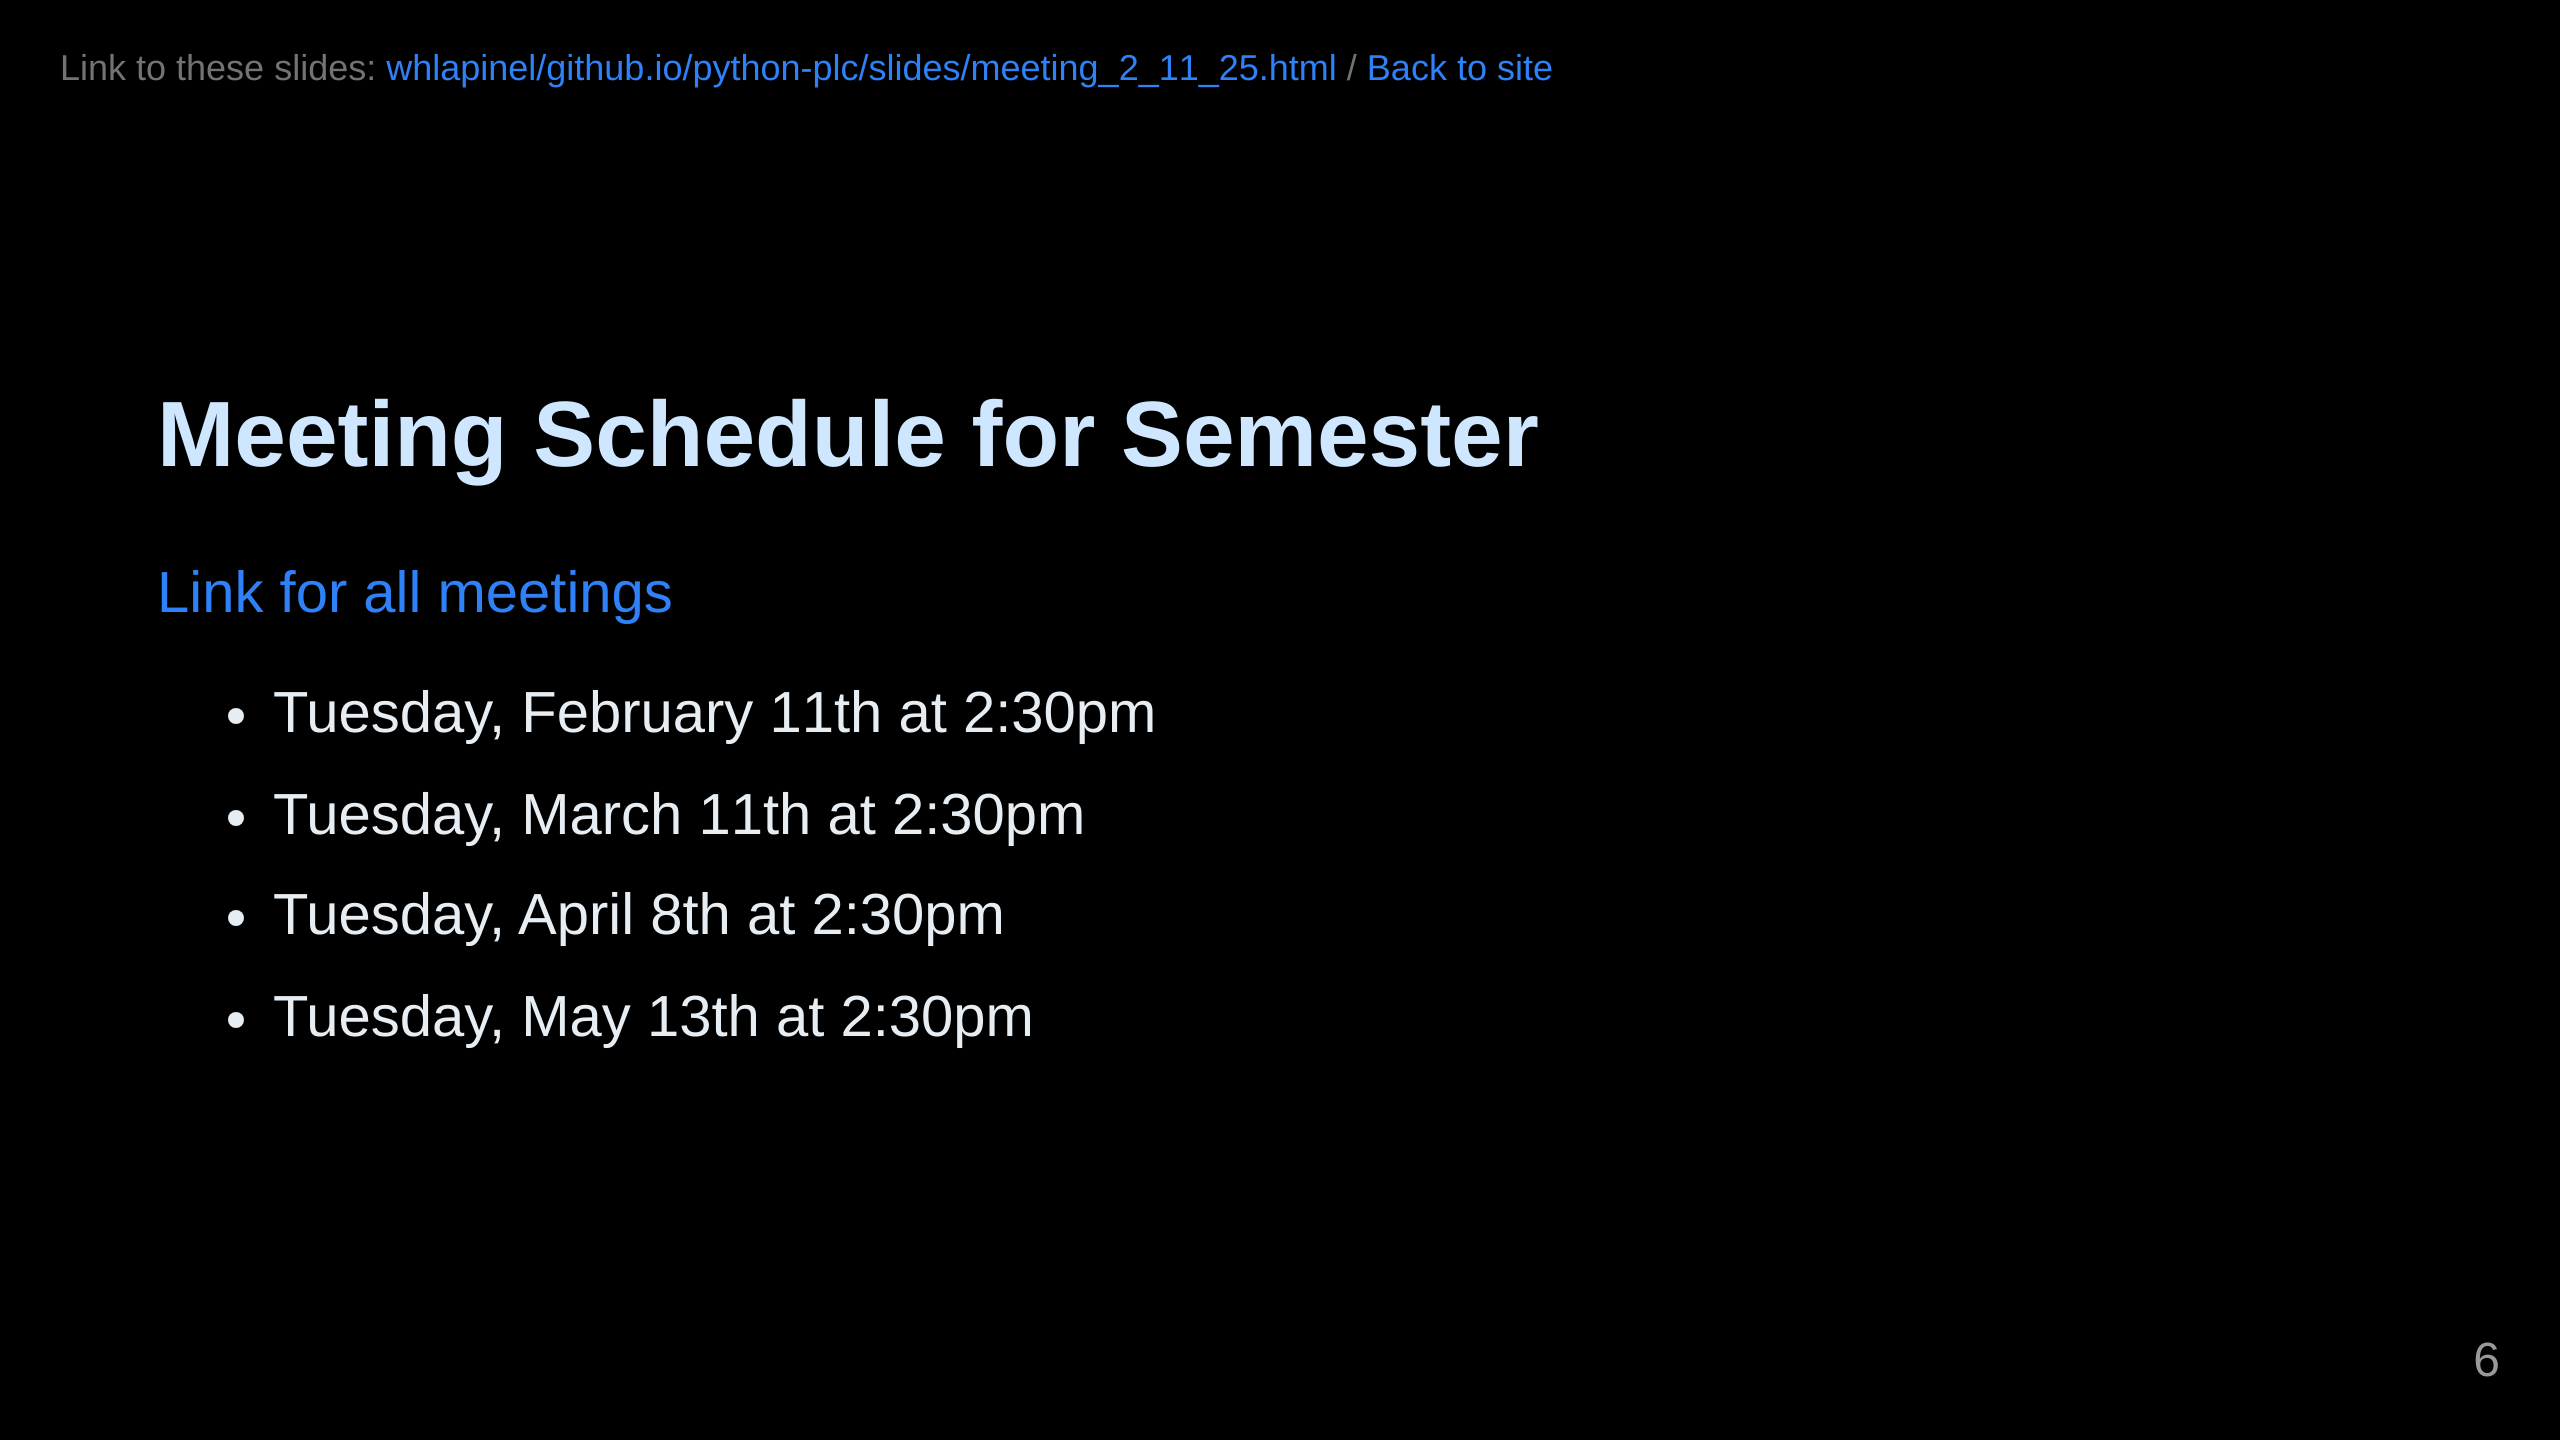 Link to these slides: whlapinel/github.io/python-plc/slides/meeting_2_11_25.html / Back to site
Meeting Schedule for Semester
Link for all meetings
• Tuesday, February 11th at 2:30pm
• Tuesday, March 11th at 2:30pm
• Tuesday, April 8th at 2:30pm
• Tuesday, May 13th at 2:30pm
6